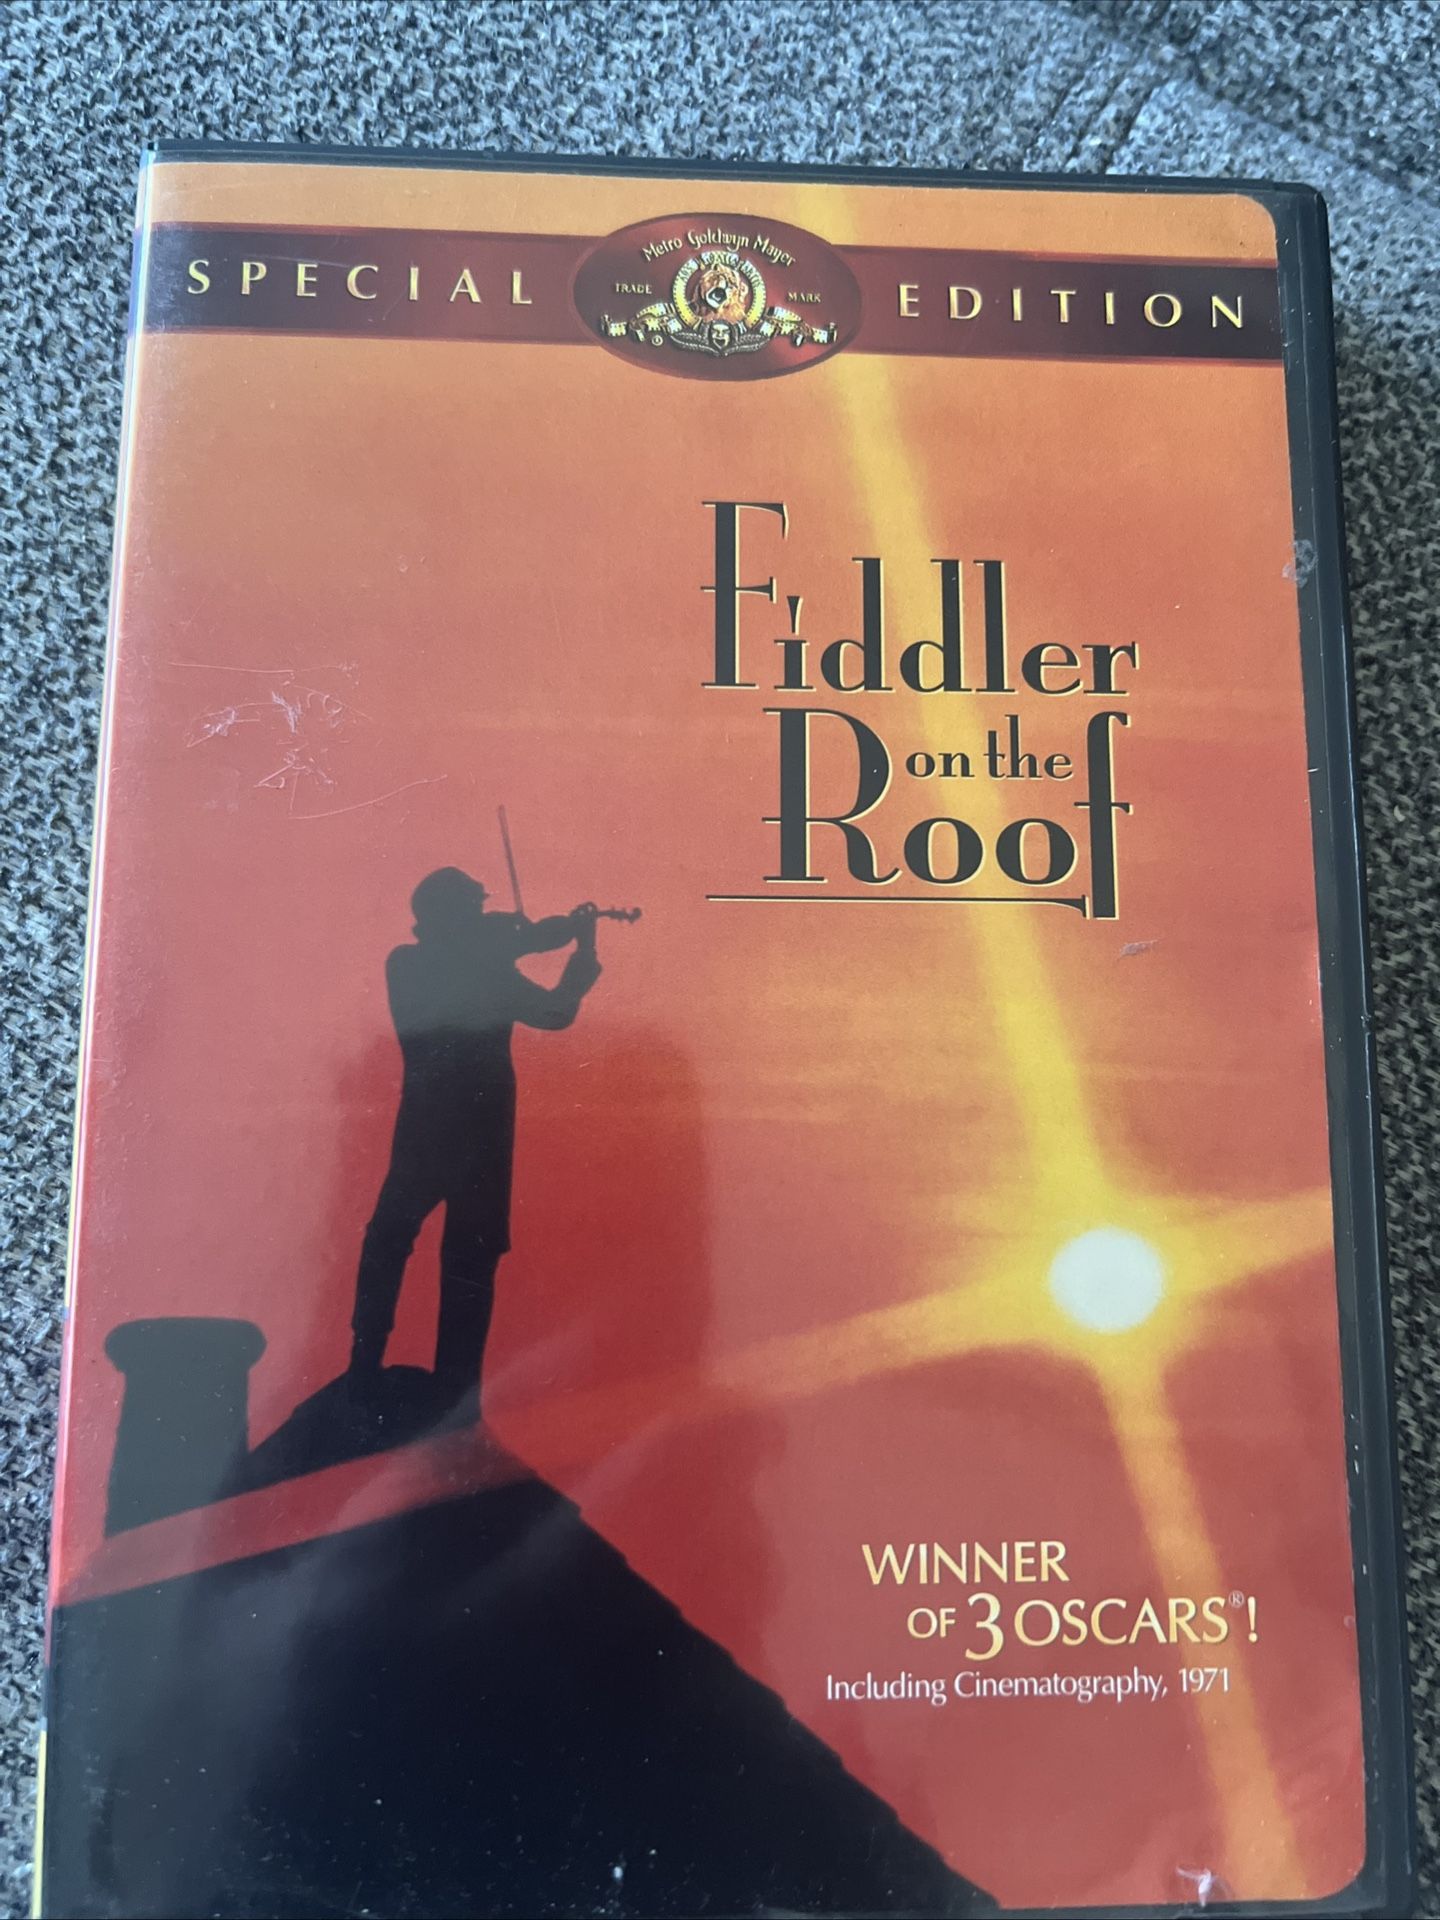 SPECIAL EDITION
Metro Goldwyn Mayer
TRADE MARK
Fiddler
on the
Roof
WINNER
OF 3 OSCARS®!
Including Cinematography, 1971